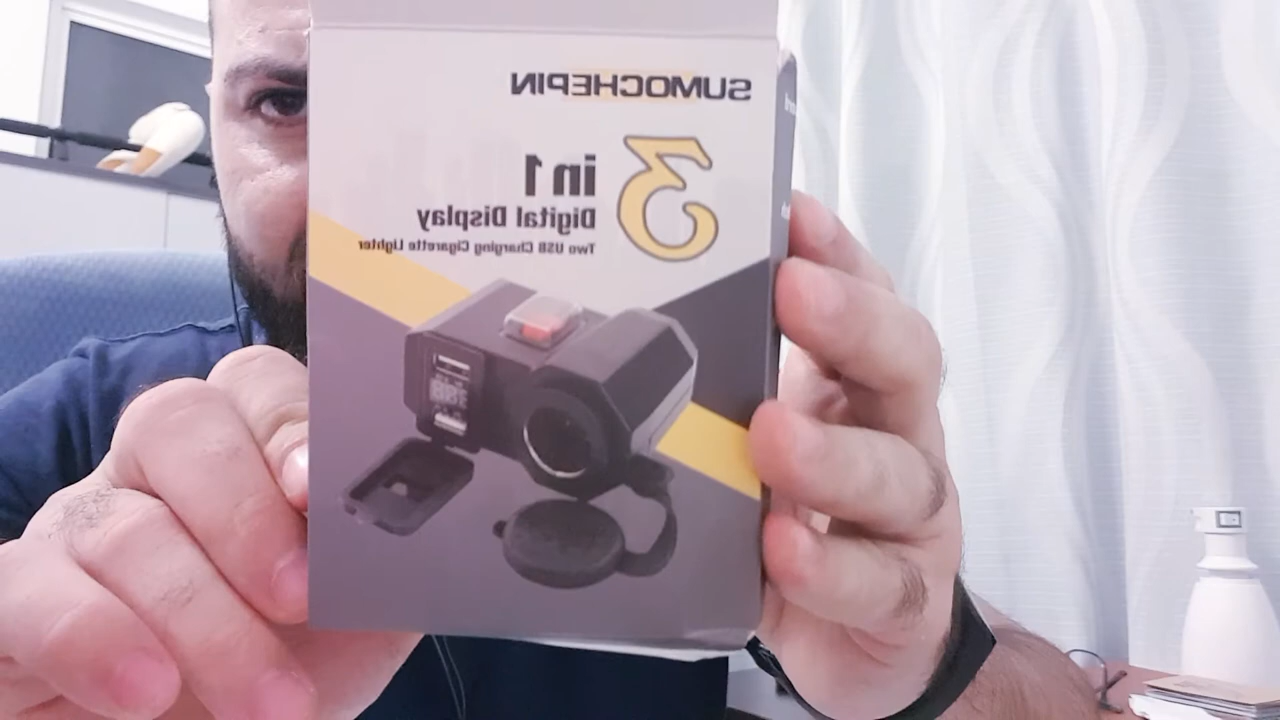 SUMOCHEPIN
3
in 1
Digital Display
Two USB Charging Cigarette Lighter